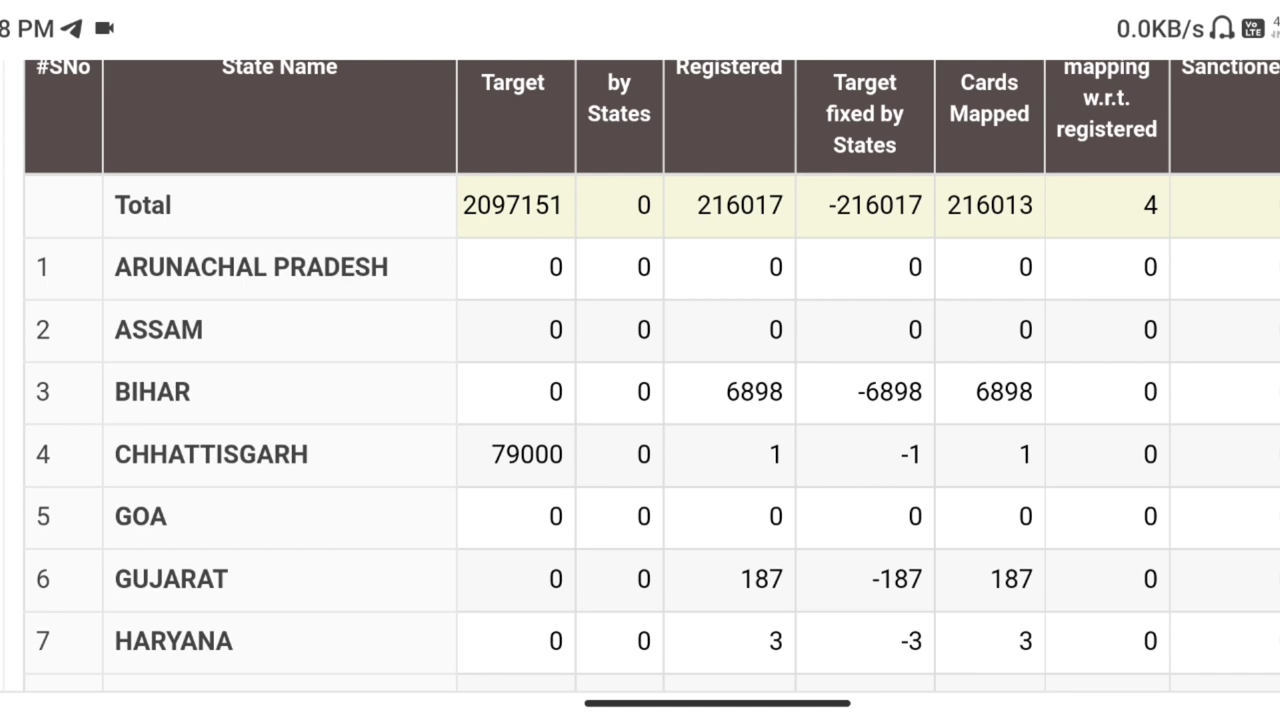 8 PM 0.0KB/s Vo LTE 4
#SNo State Name Target by States Registered Target fixed by States Cards Mapped mapping w.r.t. registered Sanctione
Total 2097151 0 216017 -216017 216013 4
1 ARUNACHAL PRADESH 0 0 0 0 0 0
2 ASSAM 0 0 0 0 0 0
3 BIHAR 0 0 6898 -6898 6898 0
4 CHHATTISGARH 79000 0 1 -1 1 0
5 GOA 0 0 0 0 0 0
6 GUJARAT 0 0 187 -187 187 0
7 HARYANA 0 0 3 -3 3 0